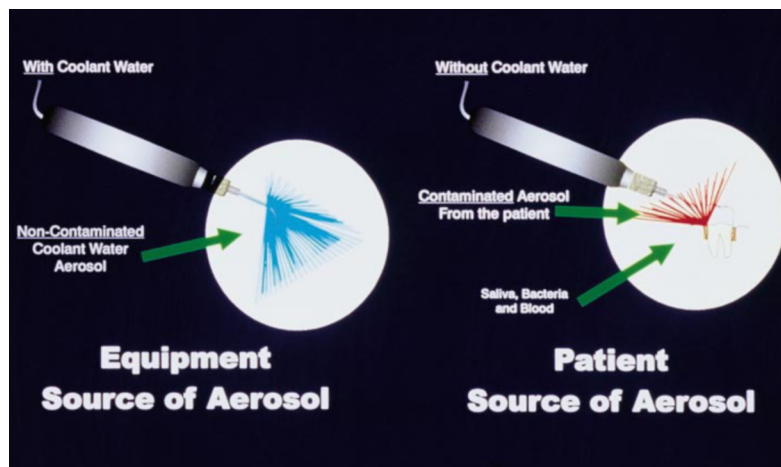 With Coolant Water
Non-Contaminated
Coolant Water
Aerosol
Equipment
Source of Aerosol
Without Coolant Water
Contaminated Aerosol
From the patient
Saliva, Bacteria
and Blood
Patient
Source of Aerosol